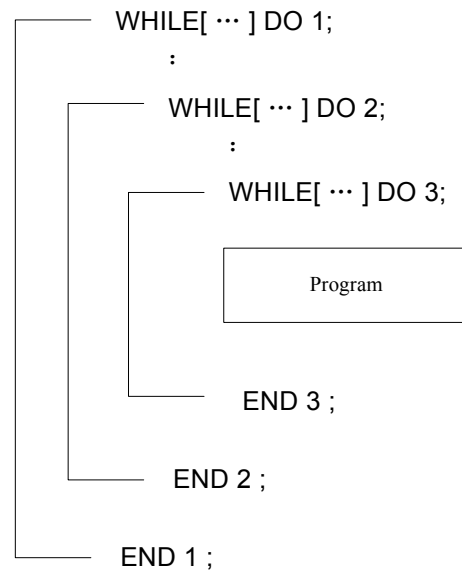 WHILE[ … ] DO 1;
:
WHILE[ … ] DO 2;
:
WHILE[ … ] DO 3;
Program
END 3 ;
END 2 ;
END 1 ;